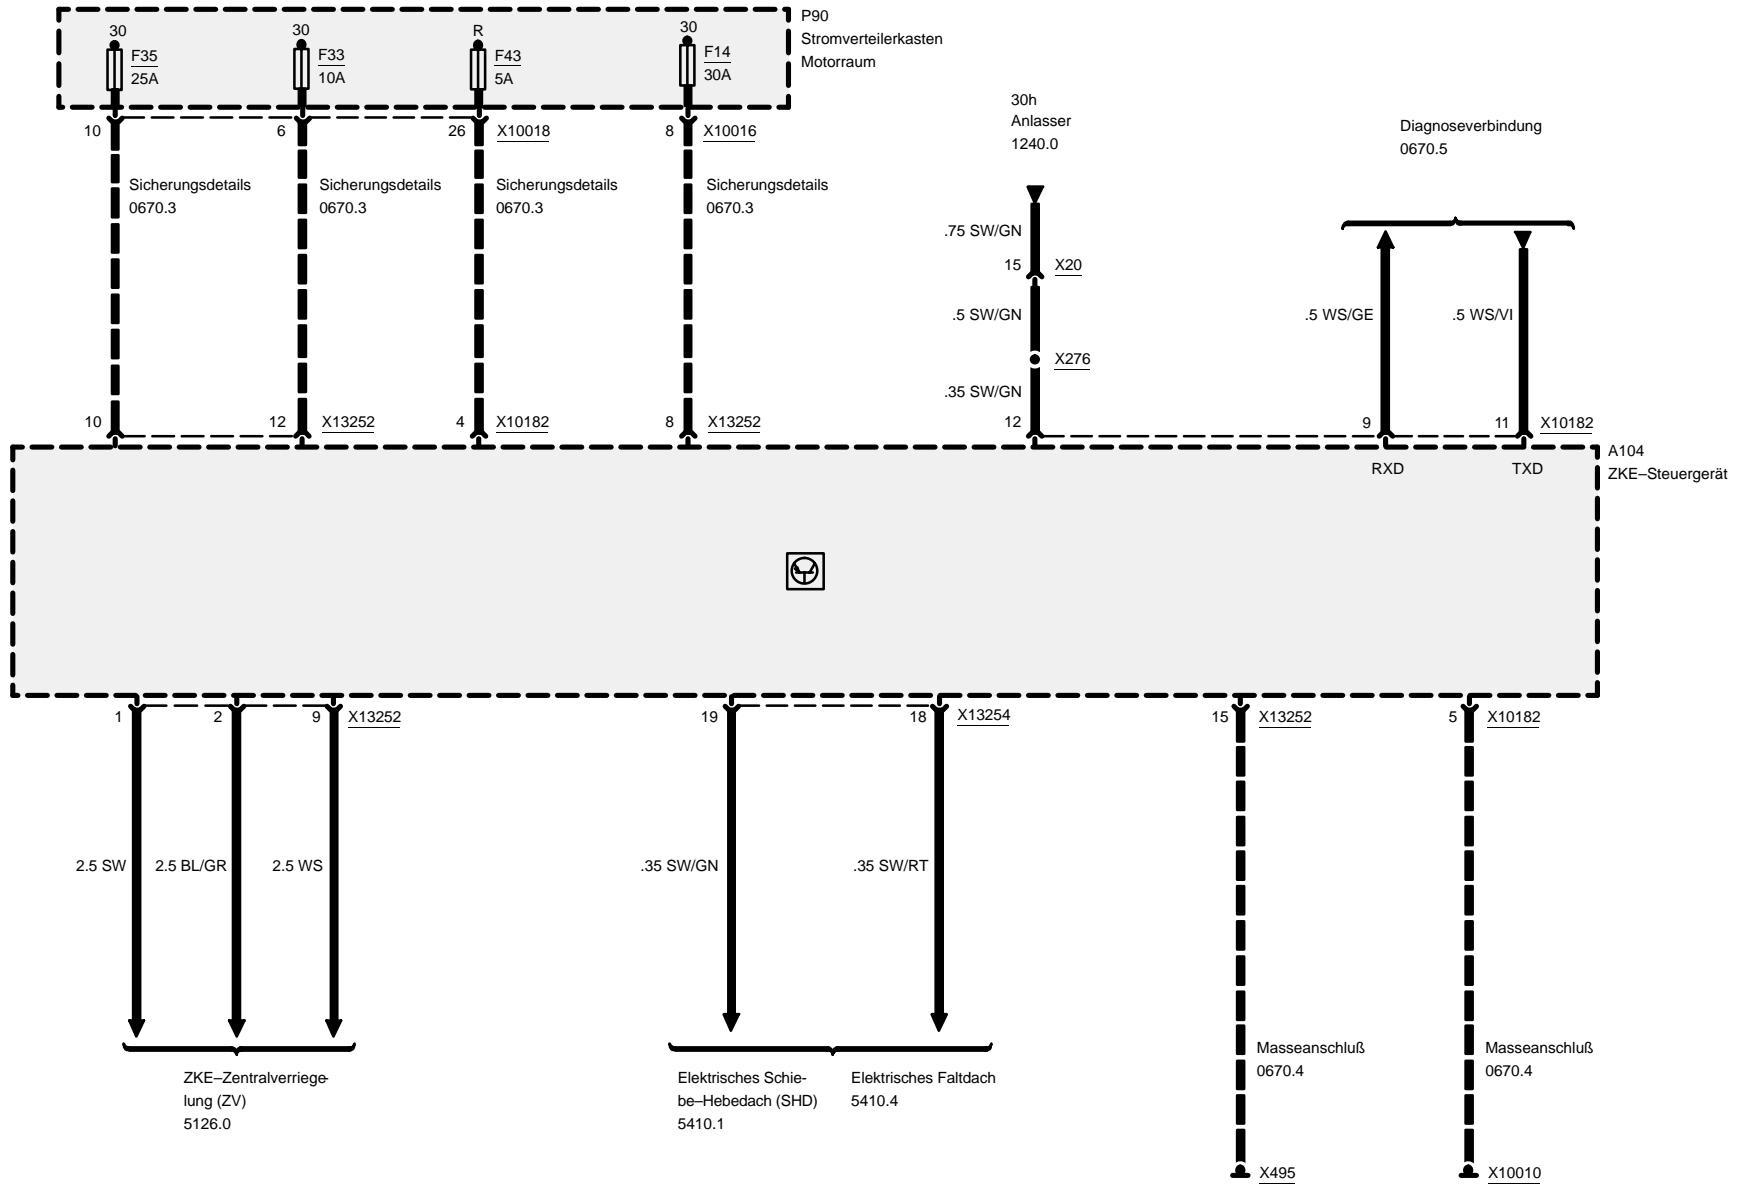 P90
Stromverteilerkasten
Motorraum
30
F35
25A
30
F33
10A
R
F43
5A
30
F14
30A
10
6
26
X10018
8
X10016
Sicherungsdetails
0670.3
Sicherungsdetails
0670.3
Sicherungsdetails
0670.3
Sicherungsdetails
0670.3
30h
Anlasser
1240.0
Diagnoseverbindung
0670.5
.75 SW/GN
15
X20
.5 SW/GN
X276
.35 SW/GN
.5 WS/GE
.5 WS/VI
10
12
X13252
4
X10182
8
X13252
12
9
11
X10182
RXD
TXD
A104
ZKE–Steuergerät
1
2
9
X13252
19
18
X13254
15
X13252
5
X10182
2.5 SW
2.5 BL/GR
2.5 WS
.35 SW/GN
.35 SW/RT
ZKE–Zentralverriege-
lung (ZV)
5126.0
Elektrisches Schie-
be–Hebedach (SHD)
5410.1
Elektrisches Faltdach
5410.4
Masseanschluß
0670.4
Masseanschluß
0670.4
X495
X10010